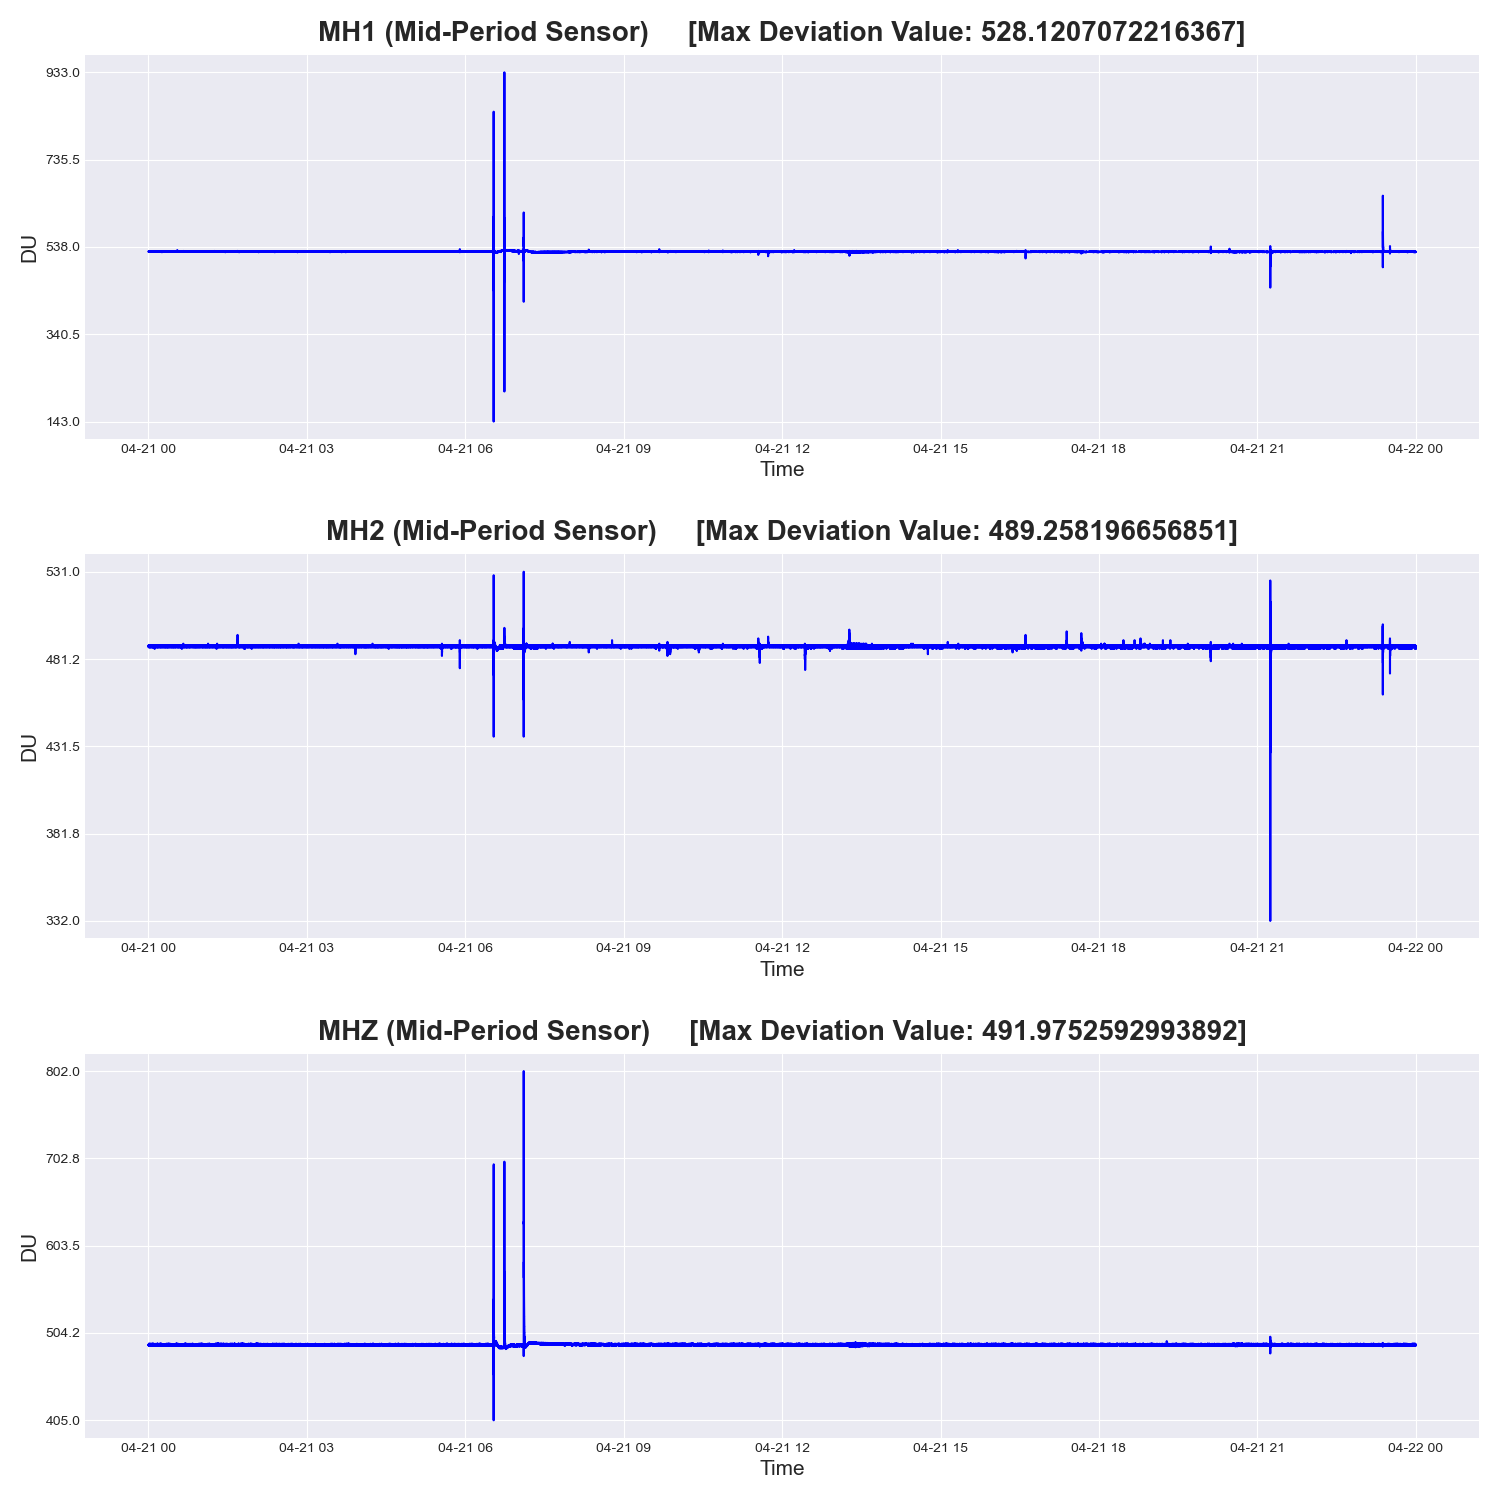 MH1 (Mid-Period Sensor) [Max Deviation Value: 528.1207072216367]
933.0
735.5
538.0
340.5
143.0
DU
04-21 00 04-21 03 04-21 06 04-21 09 04-21 12 04-21 15 04-21 18 04-21 21 04-22 00
Time
MH2 (Mid-Period Sensor) [Max Deviation Value: 489.258196656851]
531.0
481.2
431.5
381.8
332.0
DU
04-21 00 04-21 03 04-21 06 04-21 09 04-21 12 04-21 15 04-21 18 04-21 21 04-22 00
Time
MHZ (Mid-Period Sensor) [Max Deviation Value: 491.9752592993892]
802.0
702.8
603.5
504.2
405.0
DU
04-21 00 04-21 03 04-21 06 04-21 09 04-21 12 04-21 15 04-21 18 04-21 21 04-22 00
Time